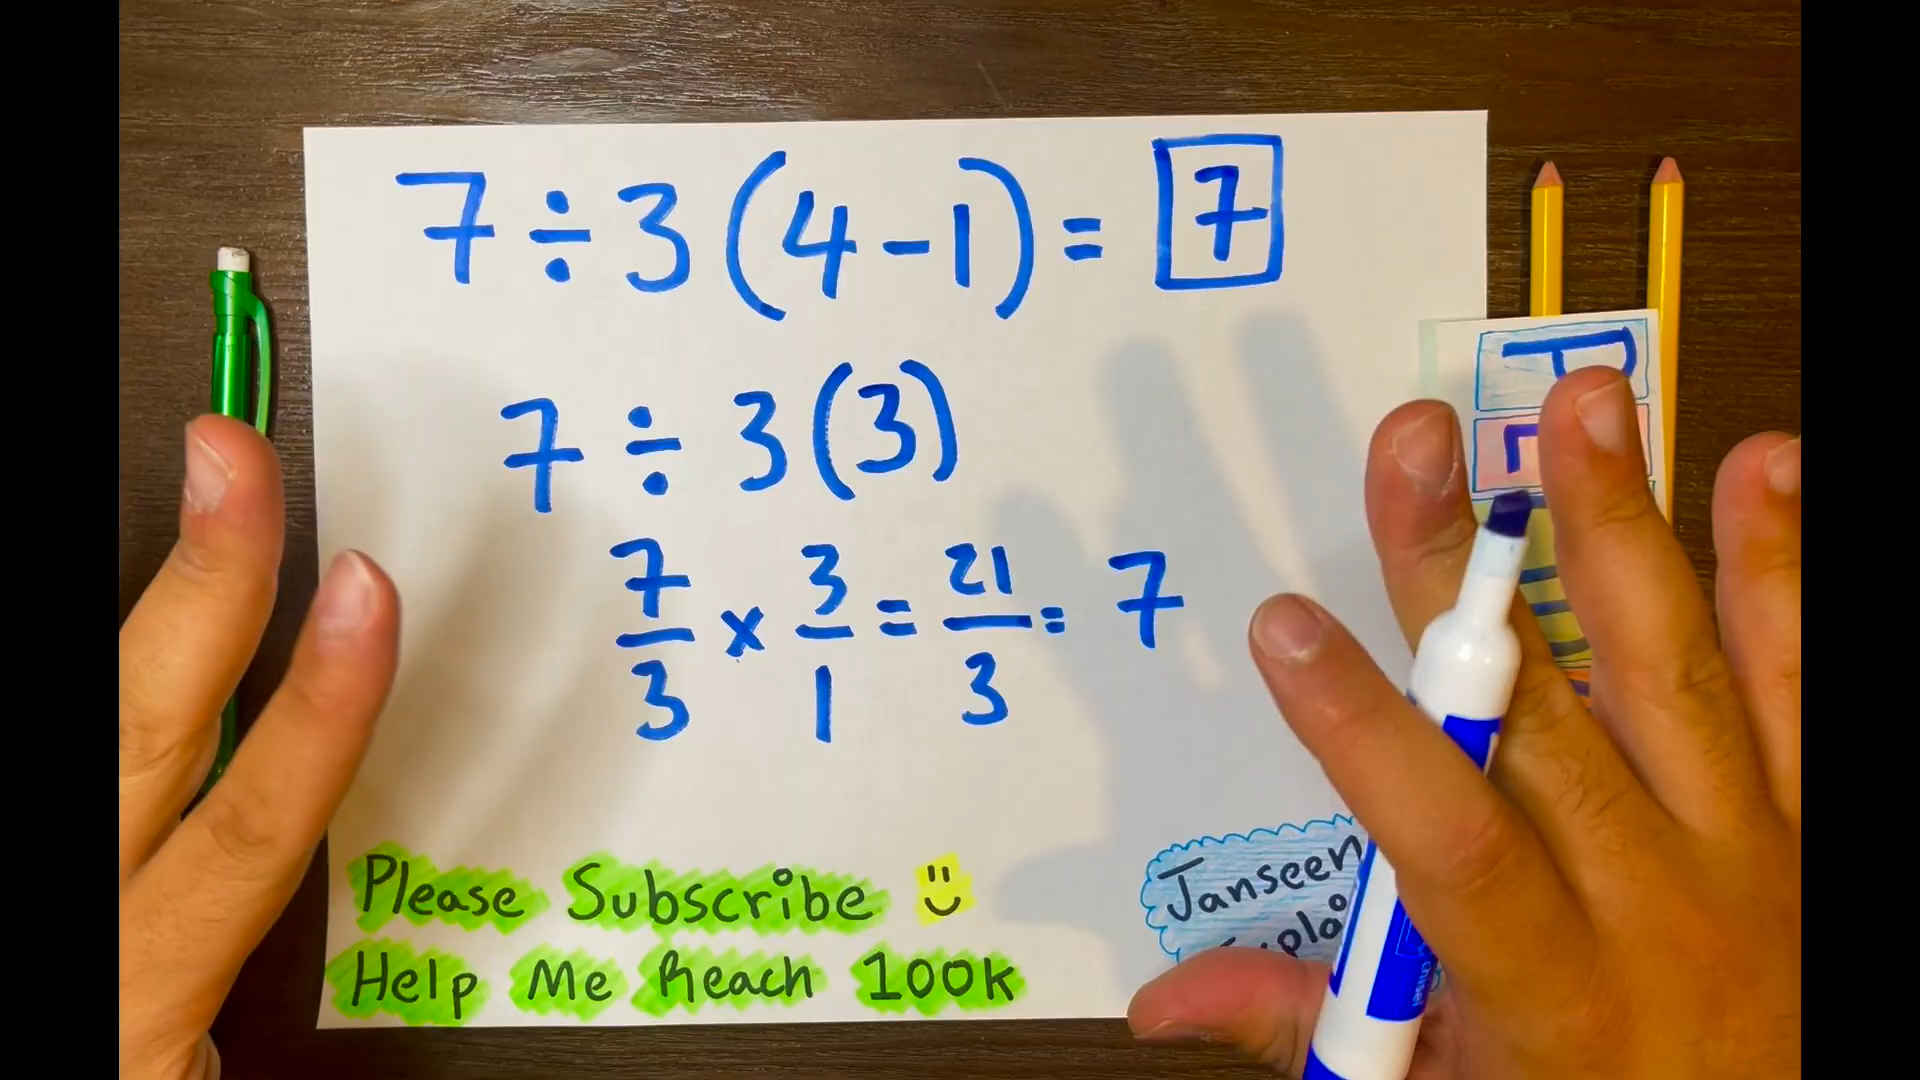 7 ÷ 3 (4 - 1) = 7
7 ÷ 3 (3)
7/3 × 3/1 = 21/3 = 7
Please Subscribe
Help Me Reach 100k
Janseen